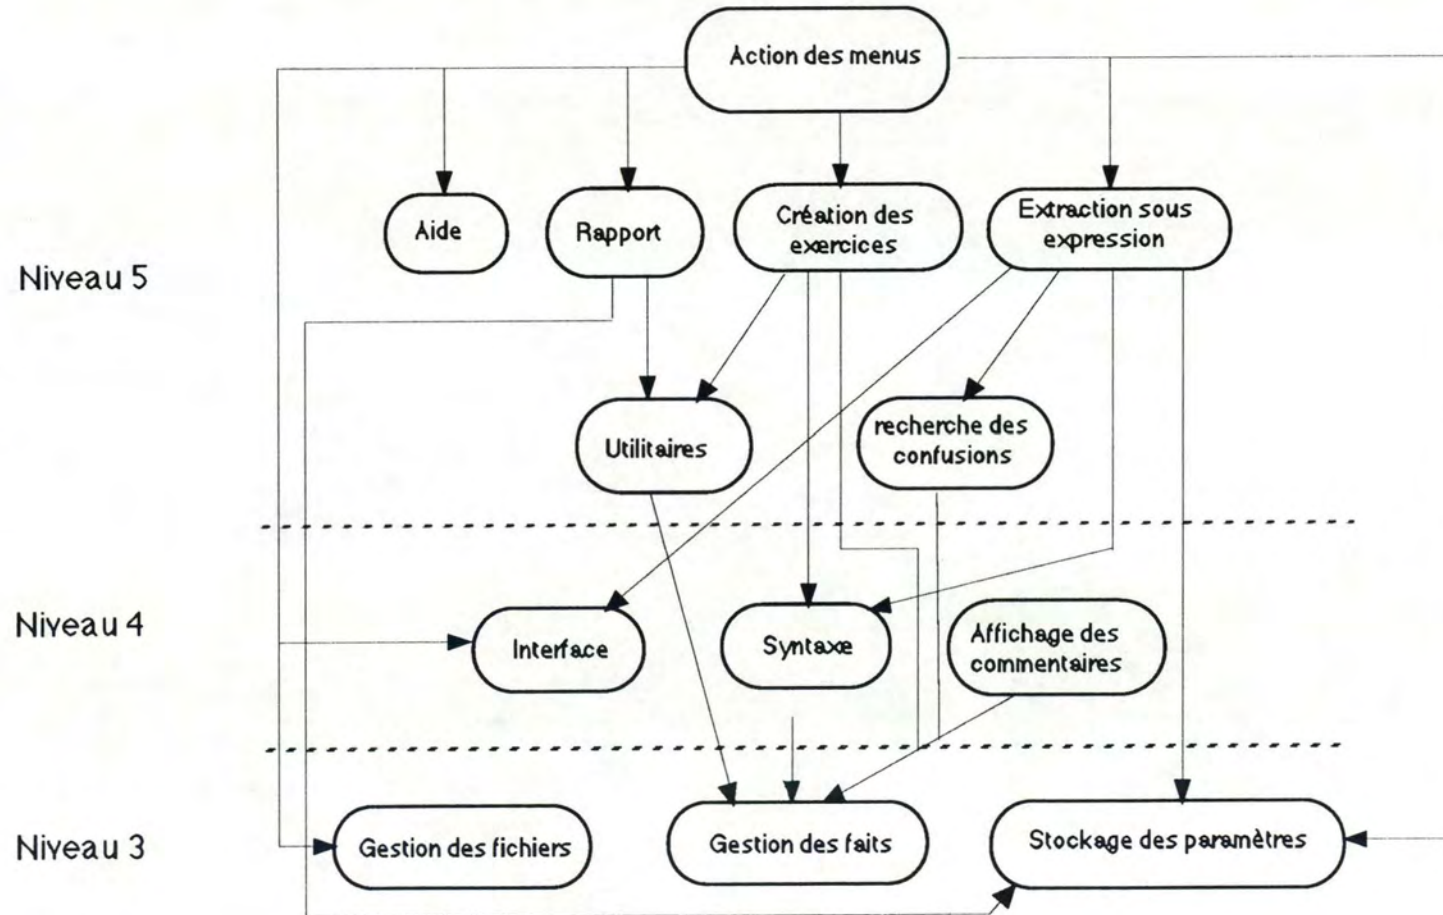 Action des menus
Aide
Rapport
Création des
exercices
Extraction sous
expression
Niveau 5
Utilitaires
recherche des
confusions
Niveau 4
Interface
Syntaxe
Affichage des
commentaires
Niveau 3
Gestion des fichiers
Gestion des faits
Stockage des paramètres